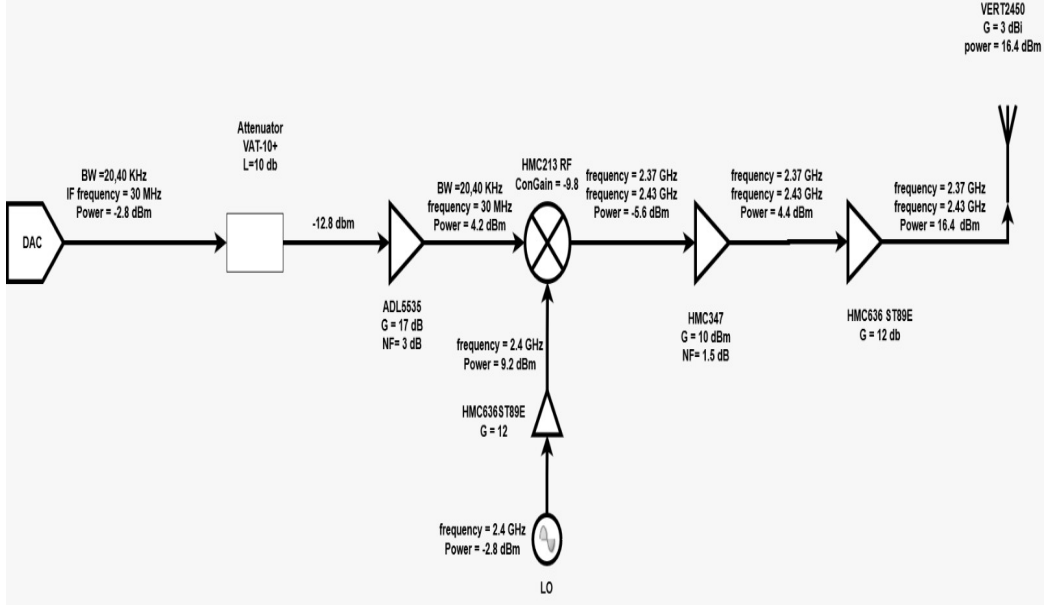 VERT2450
G = 3 dBi
power = 16.4 dBm
Attenuator
VAT-10+
L=10 db
BW =20,40 KHz
IF frequency = 30 MHz
Power = -2.8 dBm
DAC
-12.8 dbm
BW =20,40 KHz
frequency = 30 MHz
Power = 4.2 dBm
HMC213 RF
ConGain = -9.8
frequency = 2.37 GHz
frequency = 2.43 GHz
Power = -5.6 dBm
frequency = 2.37 GHz
frequency = 2.43 GHz
Power = 4.4 dBm
frequency = 2.37 GHz
frequency = 2.43 GHz
Power = 16.4 dBm
ADL5535
G = 17 dB
NF= 3 dB
HMC347
G = 10 dBm
NF= 1.5 dB
HMC636 ST89E
G = 12 db
frequency = 2.4 GHz
Power = 9.2 dBm
HMC636ST89E
G = 12
frequency = 2.4 GHz
Power = -2.8 dBm
LO